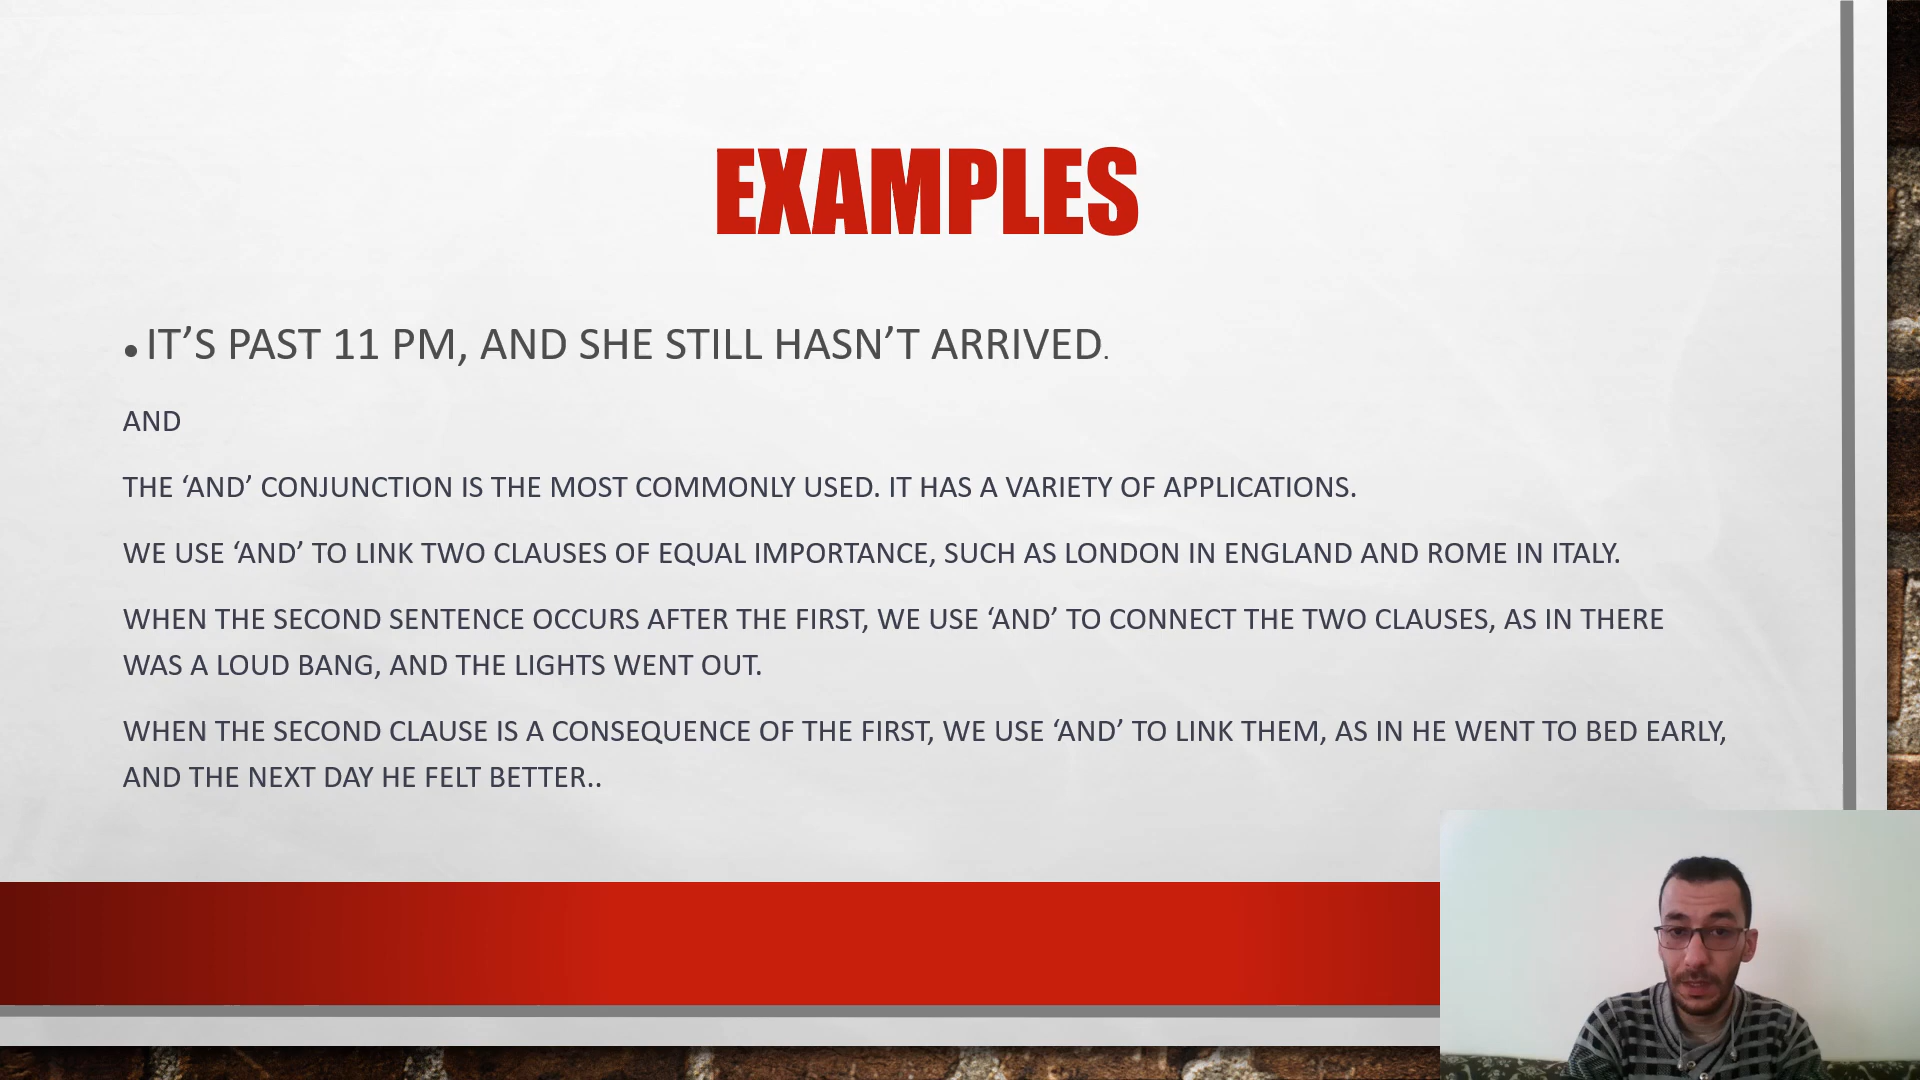 EXAMPLES
• IT’S PAST 11 PM, AND SHE STILL HASN’T ARRIVED.
AND
THE ‘AND’ CONJUNCTION IS THE MOST COMMONLY USED. IT HAS A VARIETY OF APPLICATIONS.
WE USE ‘AND’ TO LINK TWO CLAUSES OF EQUAL IMPORTANCE, SUCH AS LONDON IN ENGLAND AND ROME IN ITALY.
WHEN THE SECOND SENTENCE OCCURS AFTER THE FIRST, WE USE ‘AND’ TO CONNECT THE TWO CLAUSES, AS IN THERE
WAS A LOUD BANG, AND THE LIGHTS WENT OUT.
WHEN THE SECOND CLAUSE IS A CONSEQUENCE OF THE FIRST, WE USE ‘AND’ TO LINK THEM, AS IN HE WENT TO BED EARLY,
AND THE NEXT DAY HE FELT BETTER..